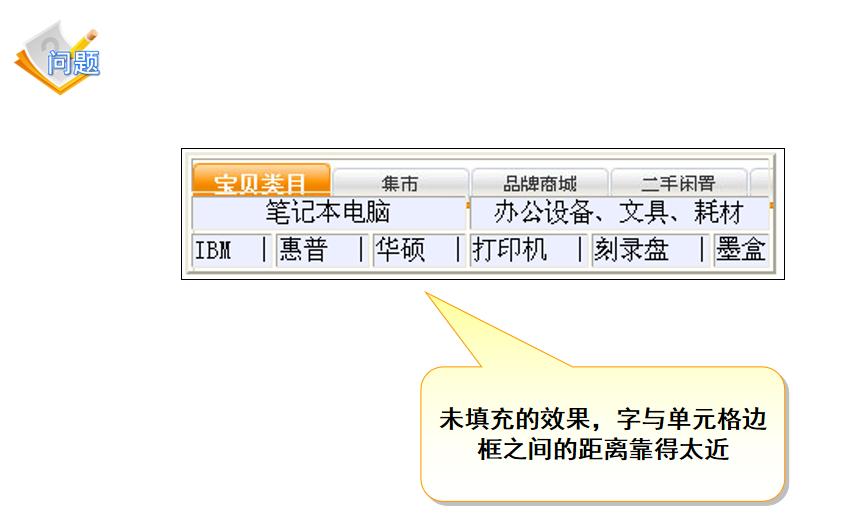 问题
宝贝类目 集市 品牌商城 二手闲置
笔记本电脑 办公设备、文具、耗材
IBM | 惠普 | 华硕 | 打印机 | 刻录盘 | 墨盒
未填充的效果，字与单元格边
框之间的距离靠得太近